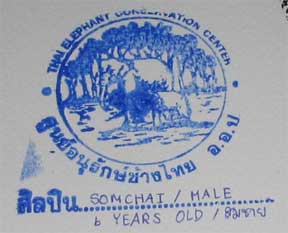 THAI ELEPHANT CONSERVATION CENTER
ศูนย์อนุรักษ์ช้างไทย อ.อ.ป
ศิลปิน SOMCHAI / MALE
6 YEARS OLD / สมชาย